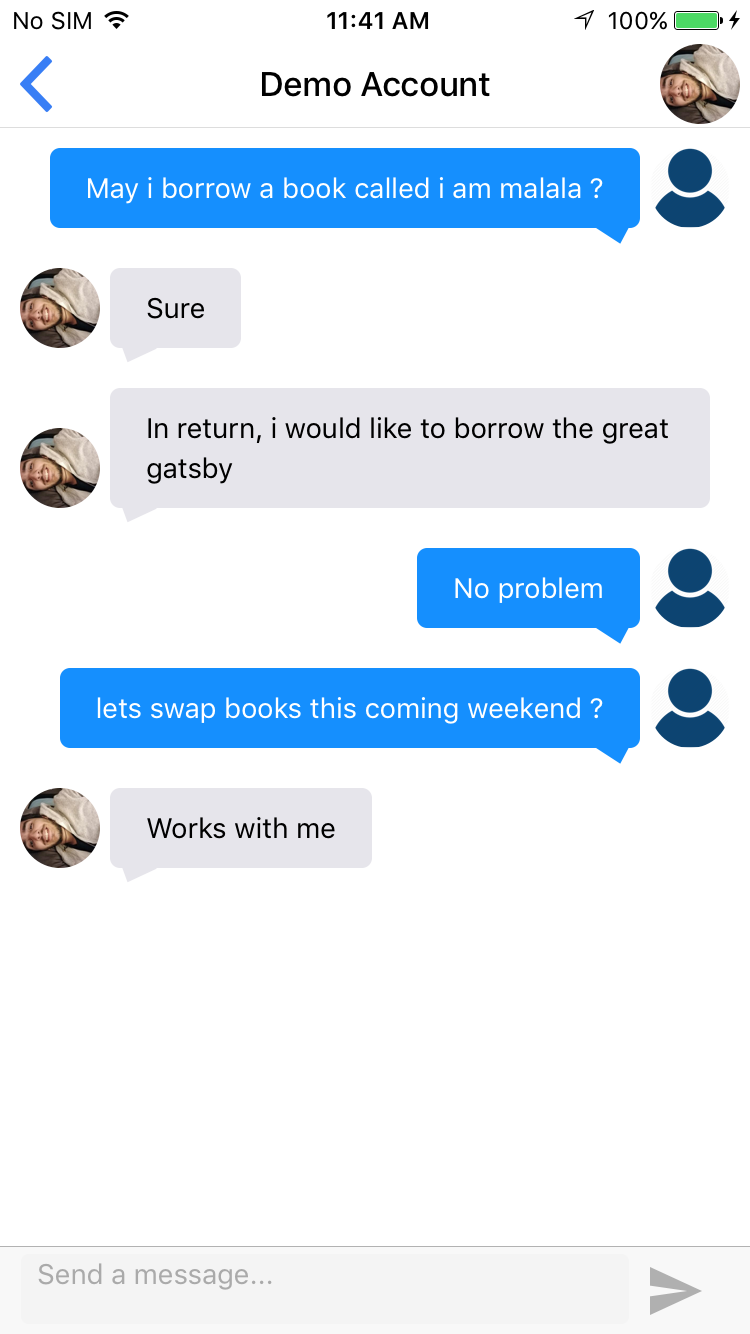 No SIM 11:41 AM 100%
Demo Account
May i borrow a book called i am malala ?
Sure
In return, i would like to borrow the great
gatsby
No problem
lets swap books this coming weekend ?
Works with me
Send a message...